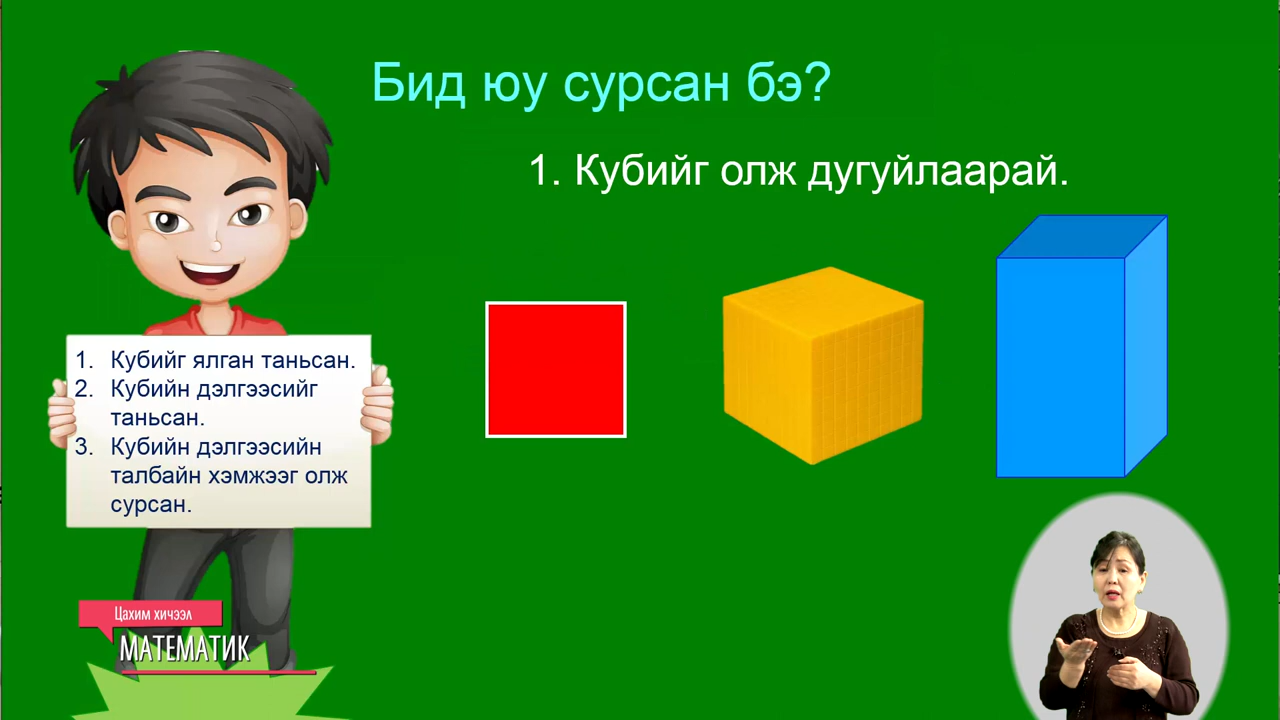 Бид юу сурсан бэ?
1. Кубийг олж дугуйлаарай.
1. Кубийг ялган таньсан.
2. Кубийн дэлгээсийг
таньсан.
3. Кубийн дэлгээсийн
талбайн хэмжээг олж
сурсан.
Цахим хичээл
МАТЕМАТИК